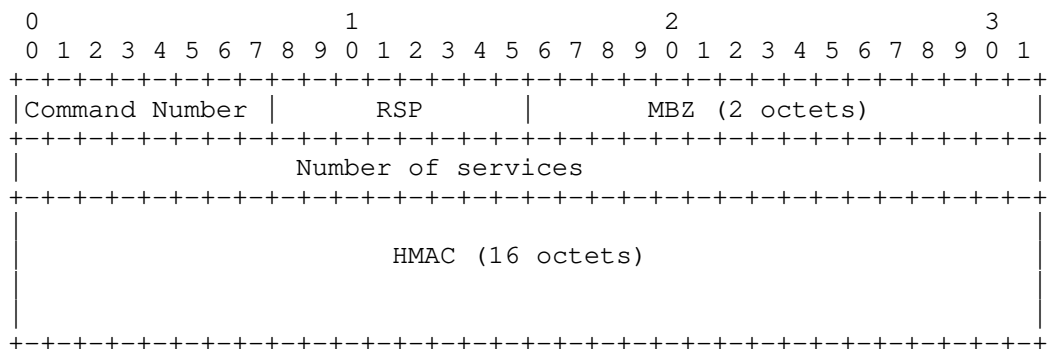 0                   1                   2                   3
0 1 2 3 4 5 6 7 8 9 0 1 2 3 4 5 6 7 8 9 0 1 2 3 4 5 6 7 8 9 0 1
+-+-+-+-+-+-+-+-+-+-+-+-+-+-+-+-+-+-+-+-+-+-+-+-+-+-+-+-+-+-+-+-+
|Command Number |      RSP      |       MBZ (2 octets)          |
+-+-+-+-+-+-+-+-+-+-+-+-+-+-+-+-+-+-+-+-+-+-+-+-+-+-+-+-+-+-+-+-+
|                 Number of services                            |
+-+-+-+-+-+-+-+-+-+-+-+-+-+-+-+-+-+-+-+-+-+-+-+-+-+-+-+-+-+-+-+-+
|                                                               |
|                       HMAC (16 octets)                        |
|                                                               |
|                                                               |
+-+-+-+-+-+-+-+-+-+-+-+-+-+-+-+-+-+-+-+-+-+-+-+-+-+-+-+-+-+-+-+-+